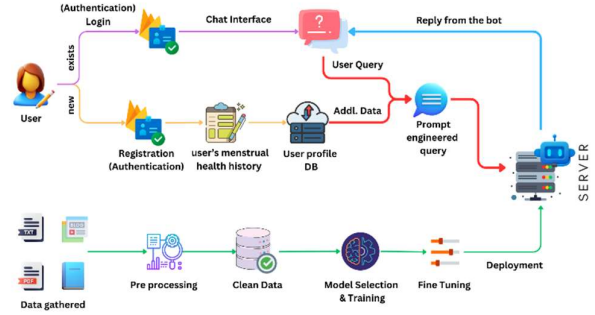 (Authentication)
Login
Chat Interface
Reply from the bot
exists
User Query
User
new
Addl. Data
Registration
(Authentication)
user's menstrual
health history
User profile
DB
Prompt
engineered
query
SERVER
TXT
BLOG
PDF
Data gathered
Pre processing
Clean Data
Model Selection
& Training
Fine Tuning
Deployment